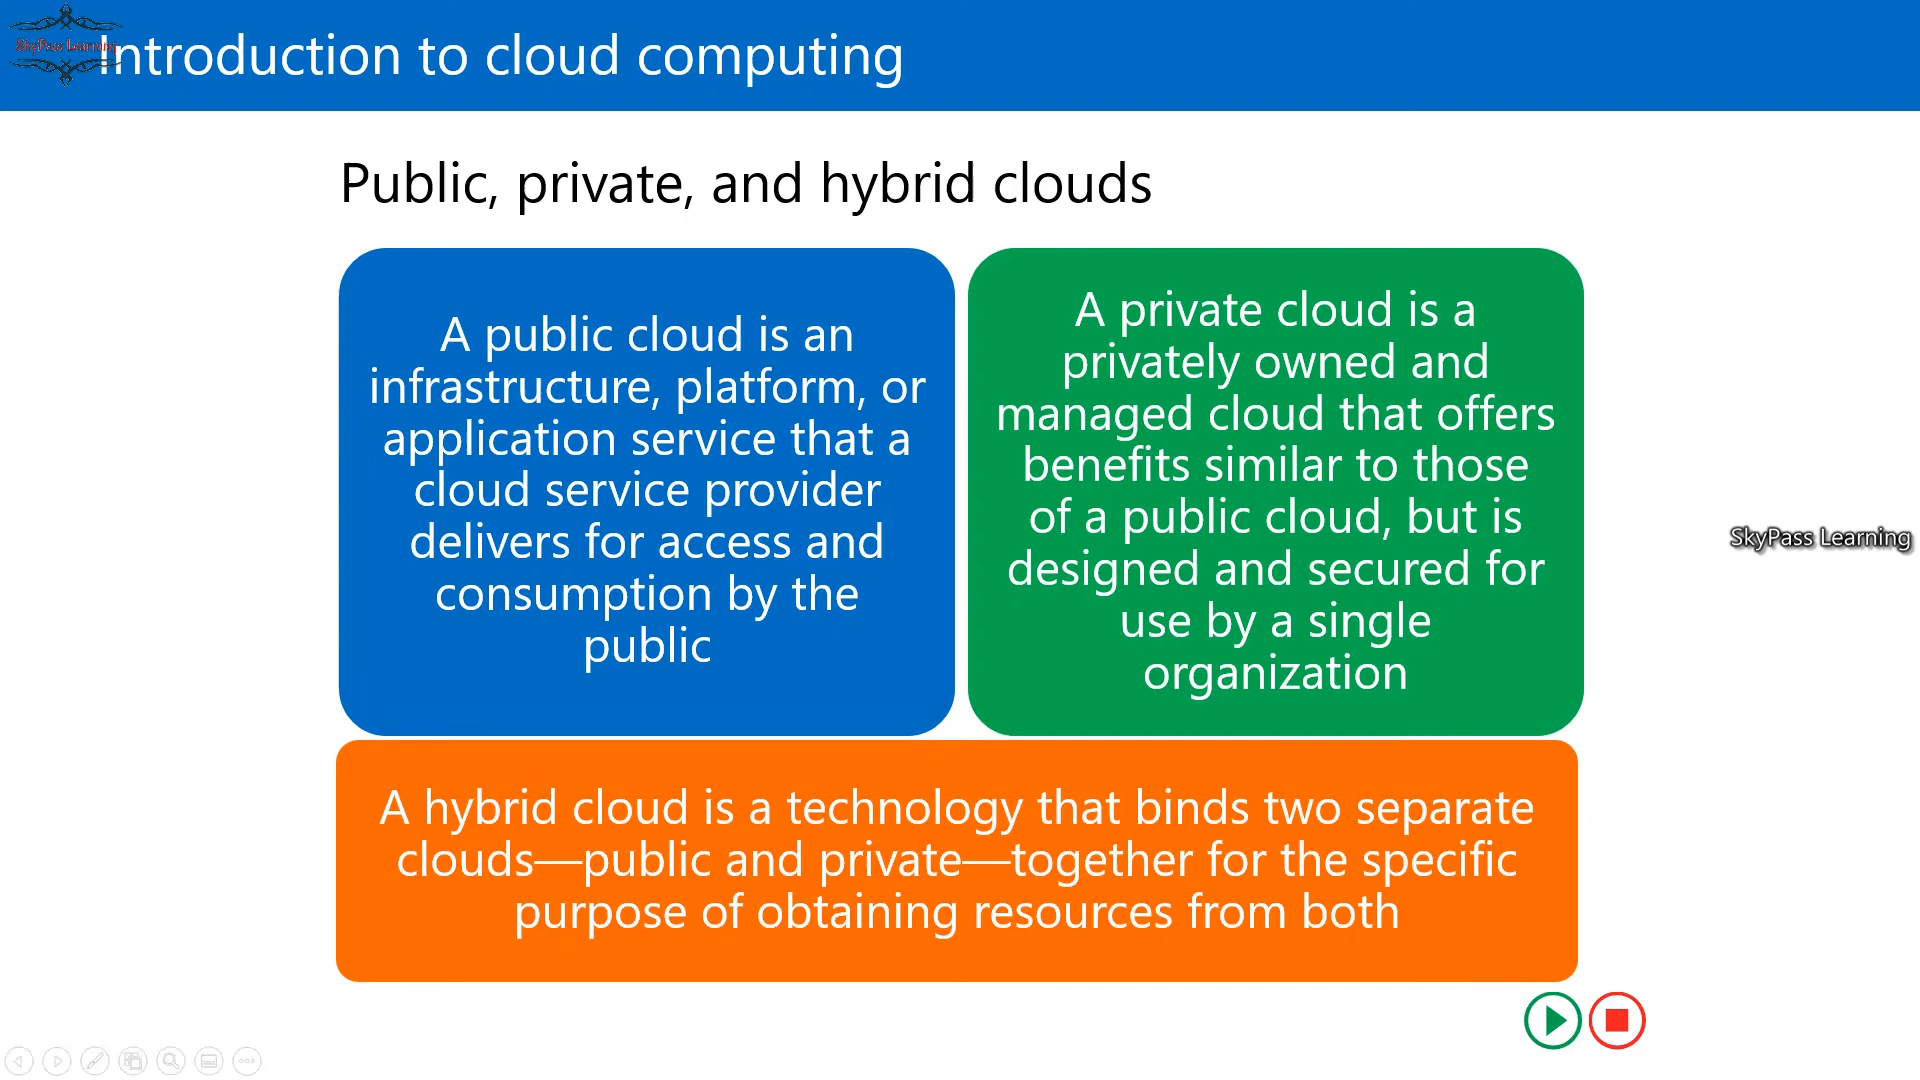 SkyPass Learning
Introduction to cloud computing
Public, private, and hybrid clouds
A public cloud is an
infrastructure, platform, or
application service that a
cloud service provider
delivers for access and
consumption by the
public
A private cloud is a
privately owned and
managed cloud that offers
benefits similar to those
of a public cloud, but is
designed and secured for
use by a single
organization
SkyPass Learning
A hybrid cloud is a technology that binds two separate
clouds—public and private—together for the specific
purpose of obtaining resources from both